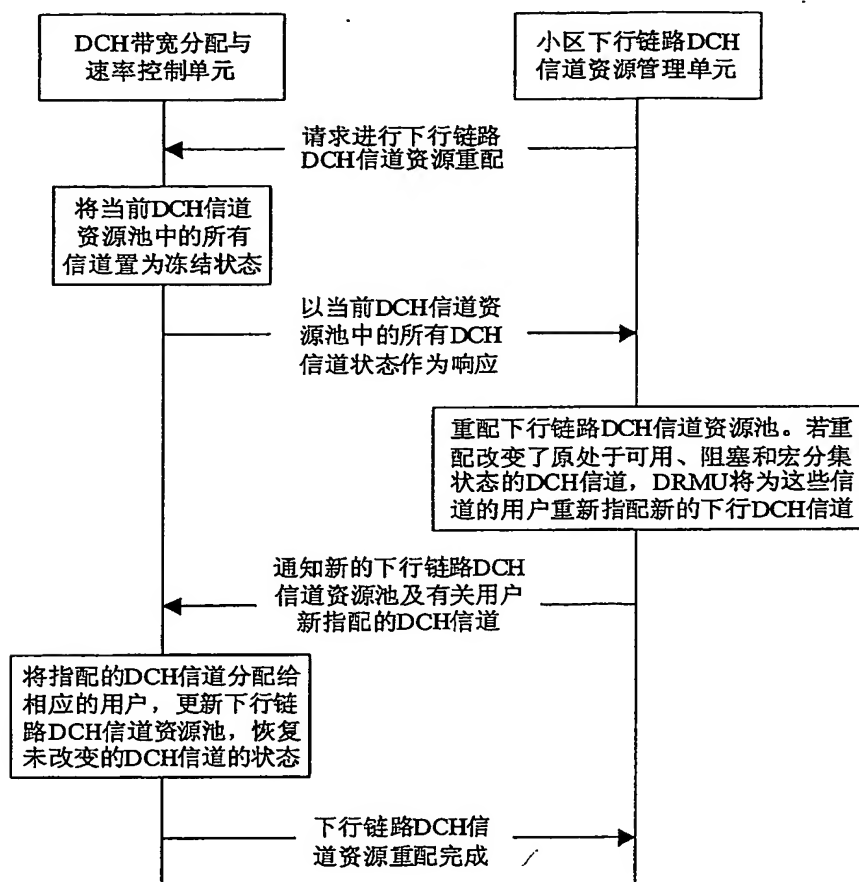 DCH带宽分配与
速率控制单元
小区下行链路DCH
信道资源管理单元
请求进行下行链路
DCH信道资源重配
将当前DCH信道
资源池中的所有
信道置为冻结状态
以当前DCH信道资
源池中的所有DCH
信道状态作为响应
重配下行链路DCH信道资源池。若重
配改变了原处于可用、阻塞和宏分集
状态的DCH信道，DRMU将为这些信
道的用户重新指配新的下行DCH信道
通知新的下行链路DCH
信道资源池及有关用户
新指配的DCH信道
将指配的DCH信道分配给
相应的用户，更新下行链
路DCH信道资源池，恢复
未改变的DCH信道的状态
下行链路DCH信
道资源重配完成